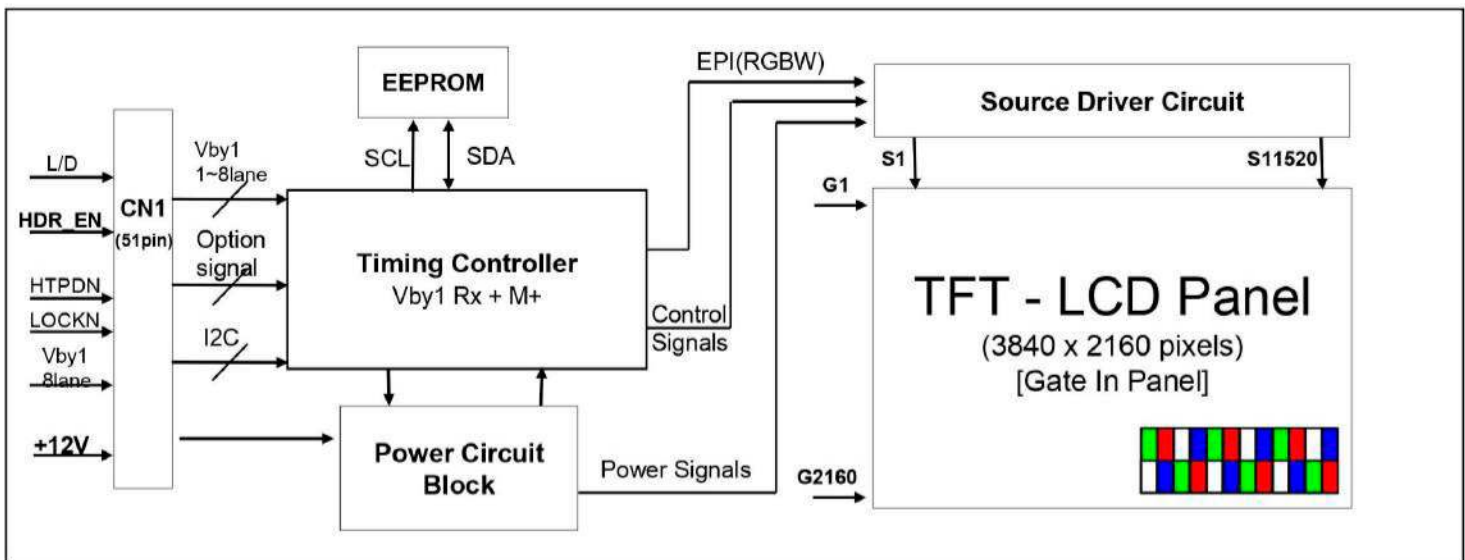 L/D
HDR_EN
HTPDN
LOCKN
Vby1
8lane
+12V
CN1
(51pin)
Vby1
1~8lane
Option
signal
I2C
EEPROM
SCL
SDA
Timing Controller
Vby1 Rx + M+
Power Circuit
Block
EPI(RGBW)
Control
Signals
Power Signals
Source Driver Circuit
S1
S11520
G1
G2160
TFT - LCD Panel
(3840 x 2160 pixels)
[Gate In Panel]